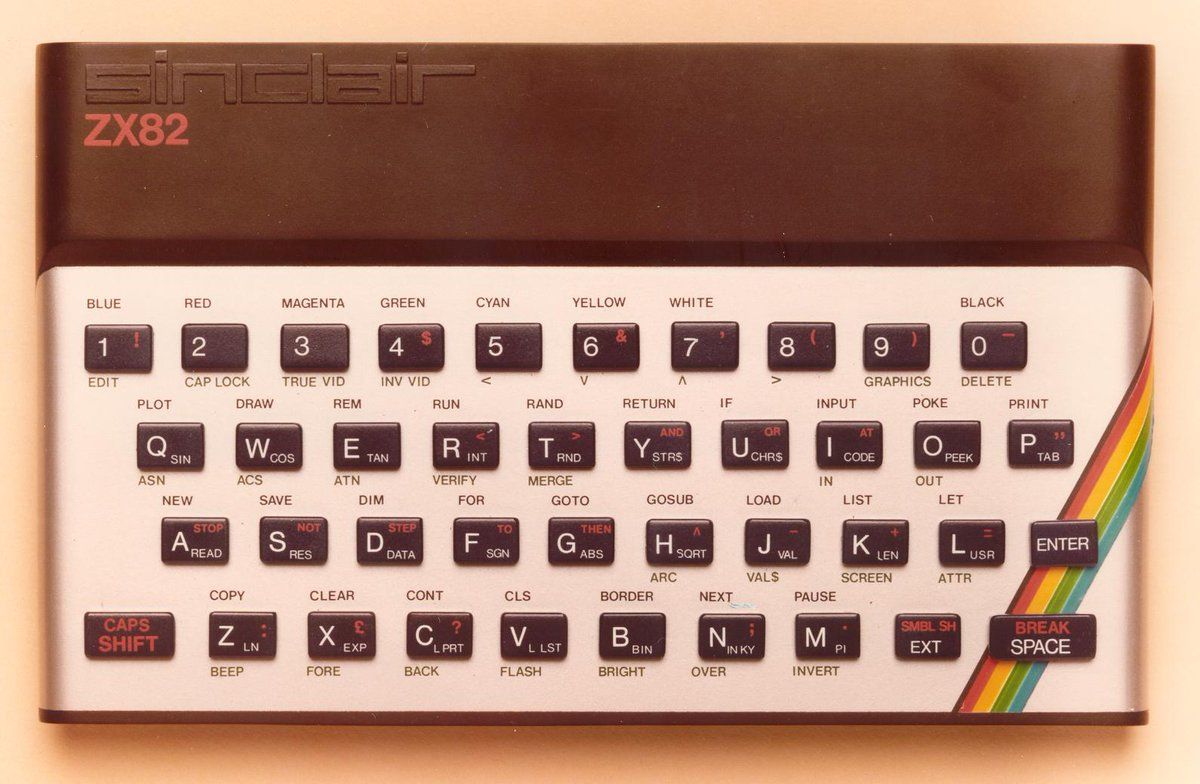 sinclair
ZX82
BLUE RED MAGENTA GREEN CYAN YELLOW WHITE BLACK
1 ! 2 3 4 $ 5 6 & 7 ' 8 ( 9 ) 0 _
EDIT CAP LOCK TRUE VID INV VID < V ʌ > GRAPHICS DELETE
PLOT DRAW REM RUN RAND RETURN IF INPUT POKE PRINT
Q SIN W COS E TAN R < INT T > RND Y AND STR$ U OR CHR$ I AT CODE O PEEK P " TAB
ASN ACS ATN VERIFY MERGE IN OUT
NEW SAVE DIM FOR GOTO GOSUB LOAD LIST LET
A STOP READ S NOT RES D STEP DATA F TO SGN G THEN ABS H ʌ SQRT J – VAL K + LEN L = USR ENTER
ARC VAL$ SCREEN ATTR
COPY CLEAR CONT CLS BORDER NEXT PAUSE
CAPS SHIFT Z : LN X £ EXP C ? L PRT V L LST B BIN N ; IN KY M . PI SMBL SH EXT BREAK SPACE
BEEP FORE BACK FLASH BRIGHT OVER INVERT